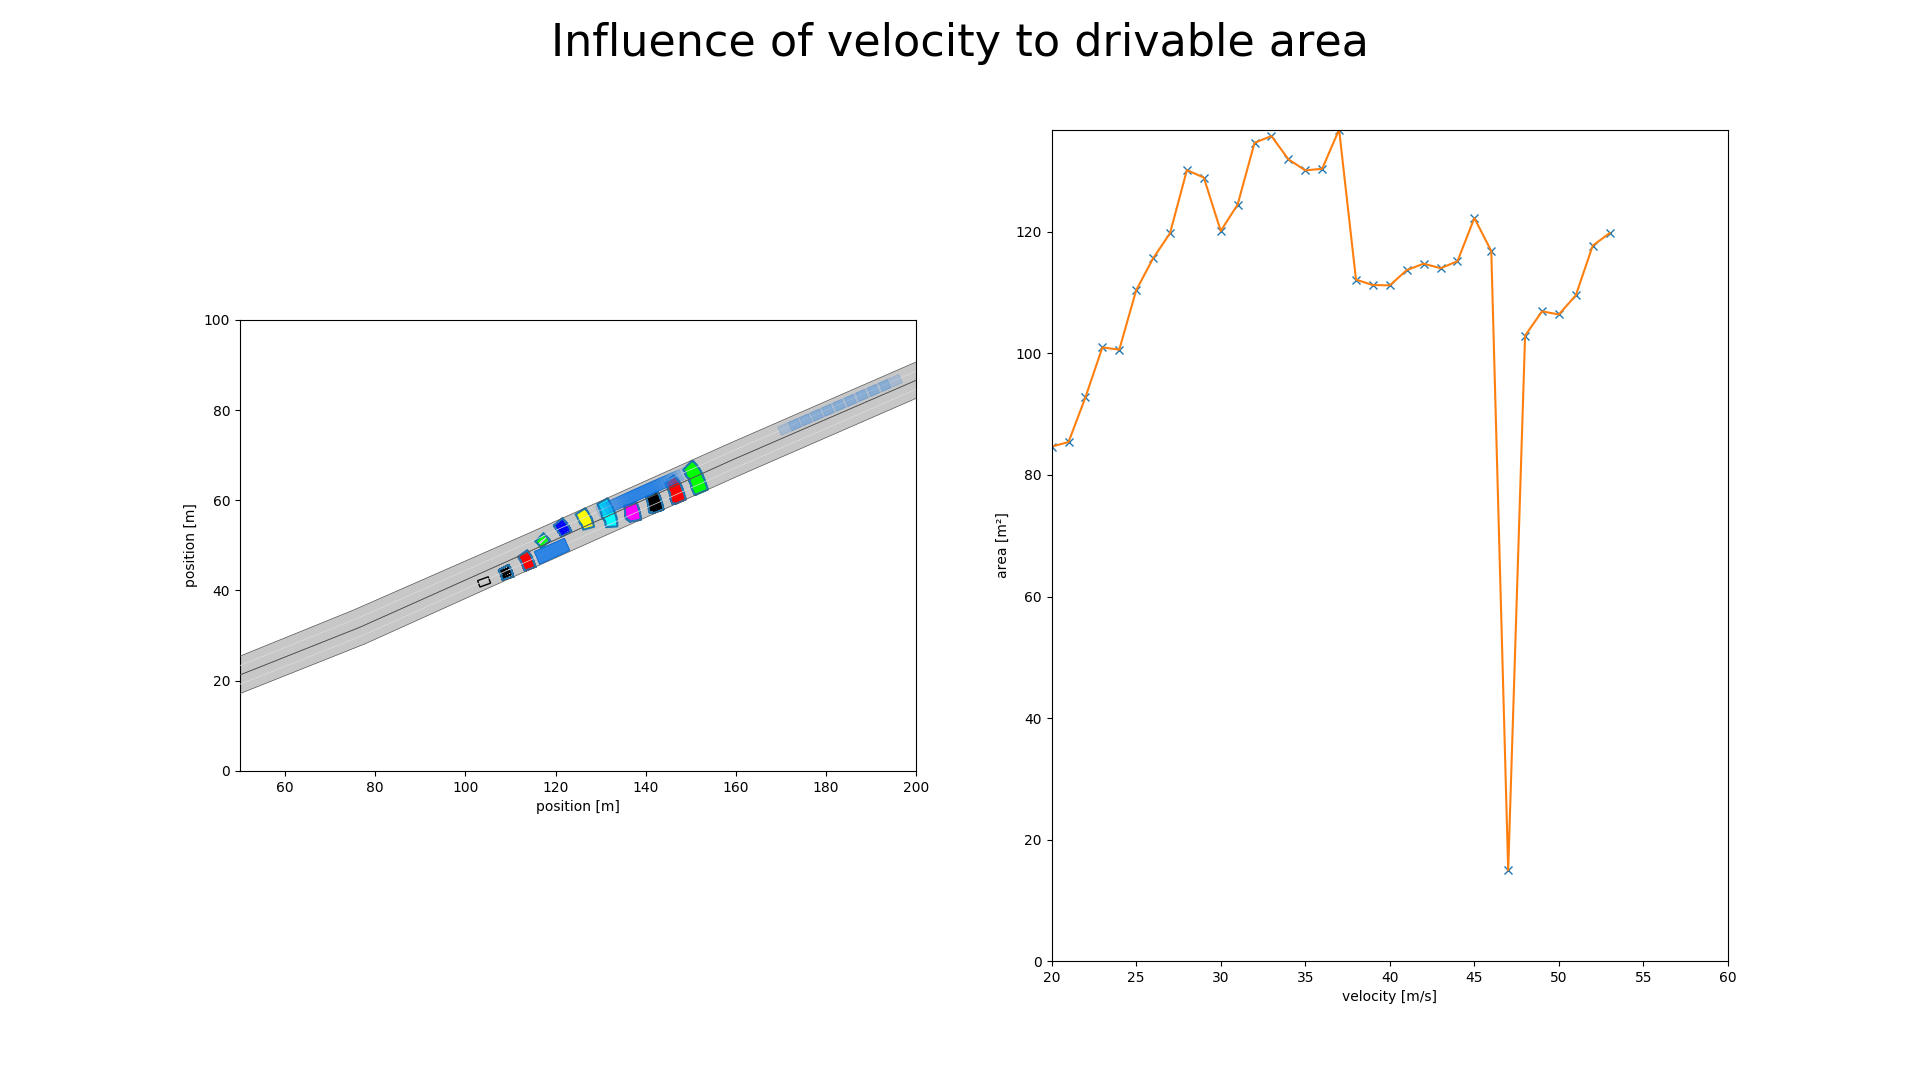 Influence of velocity to drivable area
100
80
60
40
20
0
position [m]
60 80 100 120 140 160 180 200
position [m]
120
100
80
60
40
20
0
area [m²]
20 25 30 35 40 45 50 55 60
velocity [m/s]